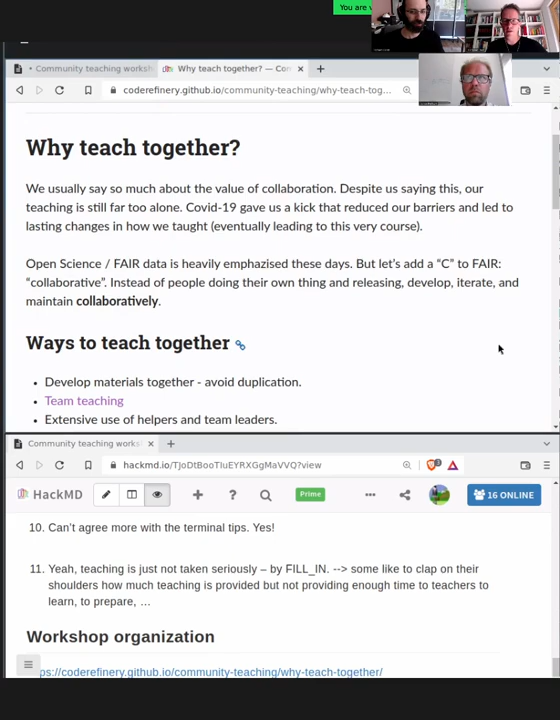 You are v
Community teaching worksh
Why teach together? — Con
coderefinery.github.io/community-teaching/why-teach-tog...
Why teach together?
We usually say so much about the value of collaboration. Despite us saying this, our
teaching is still far too alone. Covid-19 gave us a kick that reduced our barriers and led to
lasting changes in how we taught (eventually leading to this very course).
Open Science / FAIR data is heavily emphazised these days. But let's add a “C” to FAIR:
“collaborative”. Instead of people doing their own thing and releasing, develop, iterate, and
maintain collaboratively.
Ways to teach together
• Develop materials together - avoid duplication.
• Team teaching
• Extensive use of helpers and team leaders.
Community teaching works
hackmd.io/TJoDtBooTIuEYRXGgMaVVQ?view
HackMD
Prime
16 ONLINE
10. Can't agree more with the terminal tips. Yes!
11. Yeah, teaching is just not taken seriously – by FILL_IN. --> some like to clap on their
shoulders how much teaching is provided but not providing enough time to teachers to
learn, to prepare, …
Workshop organization
ps://coderefinery.github.io/community-teaching/why-teach-together/